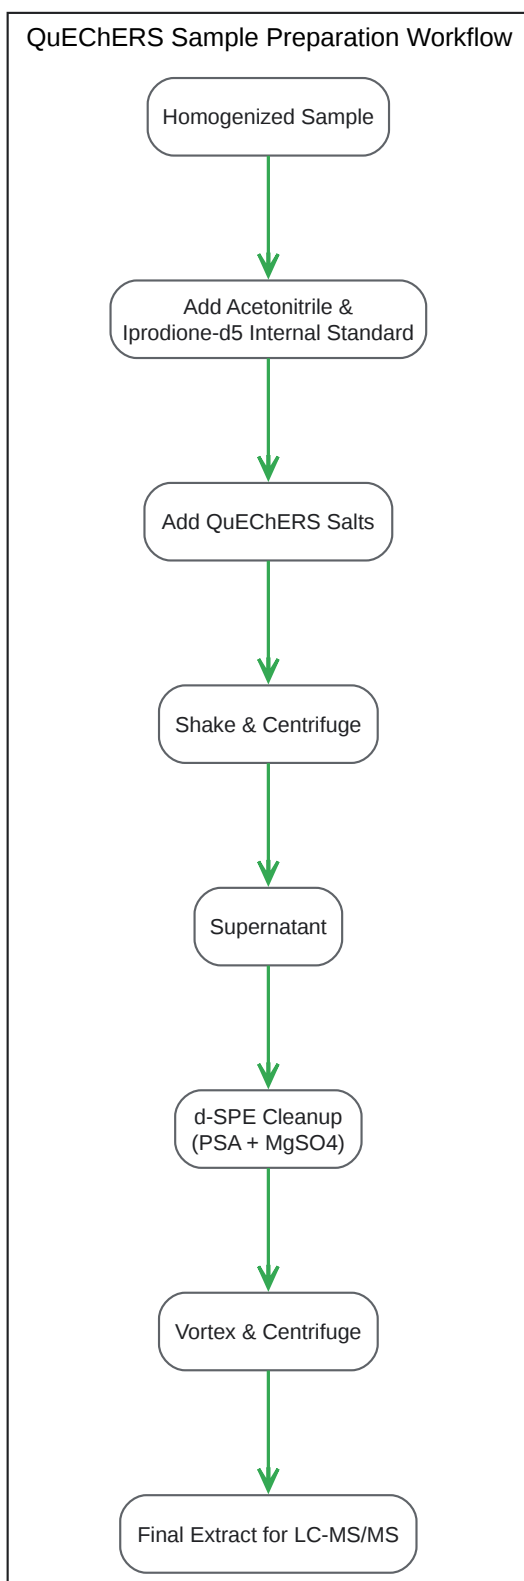 QuEChERS Sample Preparation Workflow
Homogenized Sample
Add Acetonitrile &
Iprodione-d5 Internal Standard
Add QuEChERS Salts
Shake & Centrifuge
Supernatant
d-SPE Cleanup
(PSA + MgSO4)
Vortex & Centrifuge
Final Extract for LC-MS/MS